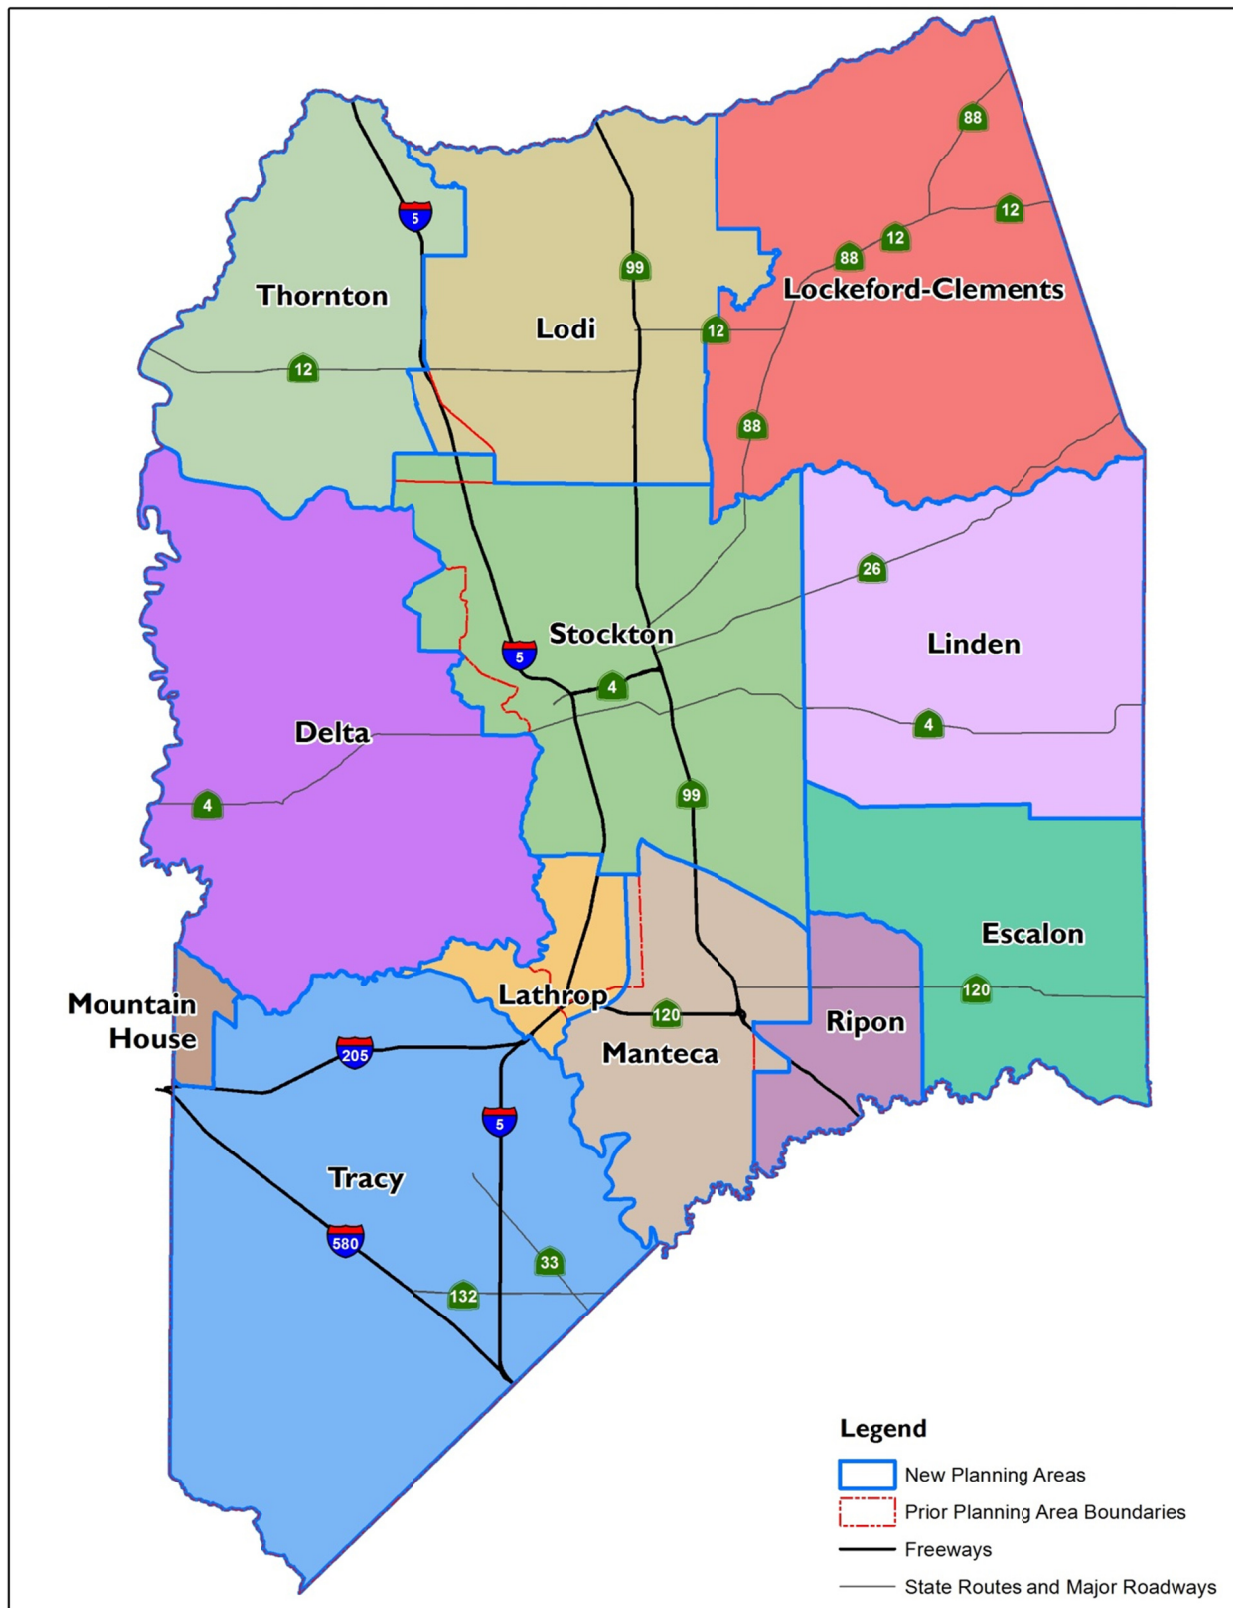 88
5
12
12
88
99
Thornton
Lockeford-Clements
Lodi
12
12
88
26
Stockton
Linden
5
4
Delta
4
99
4
Escalon
120
Mountain
House
Lathrop
120
Ripon
205
Manteca
5
Tracy
580
33
132
Legend
New Planning Areas
Prior Planning Area Boundaries
Freeways
State Routes and Major Roadways